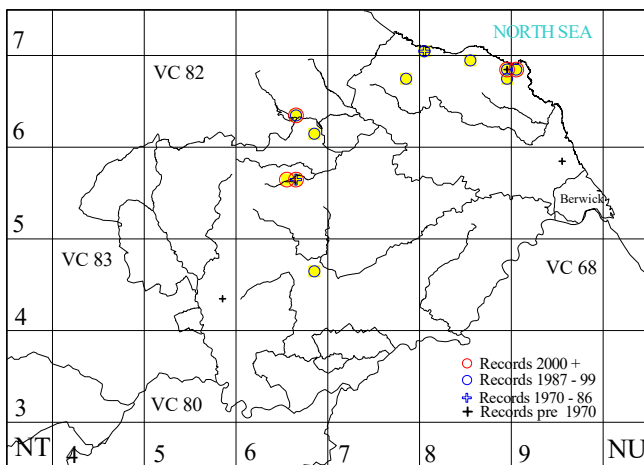 7
NORTH SEA
VC 82
6
Berwick
5
VC 83
VC 68
4
Records 2000 +
Records 1987 - 99
Records 1970 - 86
Records pre 1970
VC 80
3
NT 4 5 6 7 8 9 NU